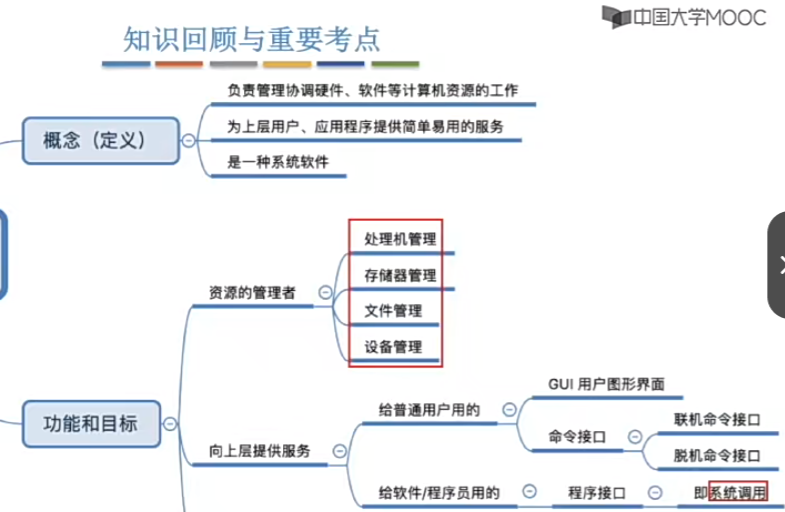 中国大学MOOC
知识回顾与重要考点
负责管理协调硬件、软件等计算机资源的工作
概念（定义）
为上层用户、应用程序提供简单易用的服务
是一种系统软件
处理机管理
存储器管理
资源的管理者
文件管理
设备管理
GUI 用户图形界面
给普通用户用的
联机命令接口
功能和目标
命令接口
向上层提供服务
脱机命令接口
给软件/程序员用的
程序接口
即系统调用